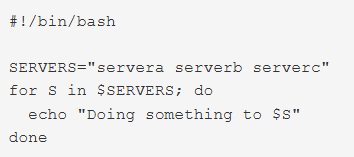 #!/bin/bash
SERVERS="servera serverb serverc"
for S in $SERVERS; do
echo "Doing something to $S"
done